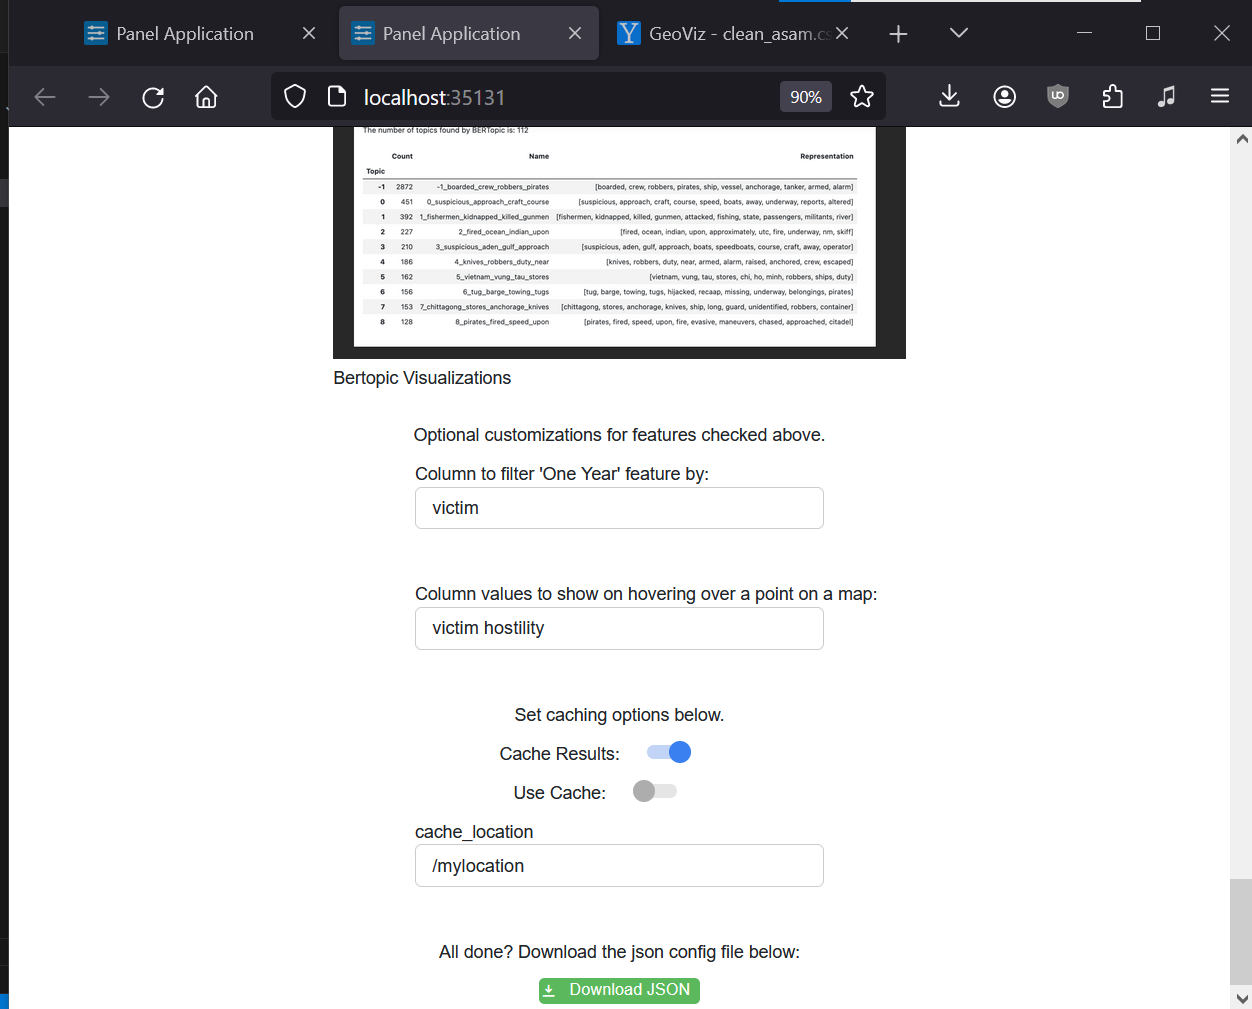 Panel Application
Panel Application
GeoViz - clean_asam.cs
localhost:35131
90%
The number of topics found by BERTopic is: 112
Count Name Representation
Topic
-1 2872 -1_boarded_crew_robbers_pirates [boarded, crew, robbers, pirates, ship, vessel, anchorage, tanker, armed, alarm]
0 451 0_suspicious_approach_craft_course [suspicious, approach, craft, course, speed, boats, away, underway, reports, altered]
1 392 1_fishermen_kidnapped_killed_gunmen [fishermen, kidnapped, killed, gunmen, attacked, fishing, state, passengers, militants, river]
2 227 2_fired_ocean_indian_upon [fired, ocean, indian, upon, approximately, utc, fire, underway, nm, skiff]
3 210 3_suspicious_aden_gulf_approach [suspicious, aden, gulf, approach, boats, speedboats, course, craft, away, operator]
4 186 4_knives_robbers_duty_near [knives, robbers, duty, near, armed, alarm, raised, anchored, crew, escaped]
5 162 5_vietnam_vung_tau_stores [vietnam, vung, tau, stores, chi, ho, minh, robbers, ships, duty]
6 156 6_tug_barge_towing_tugs [tug, barge, towing, tugs, hijacked, recaap, missing, underway, belongings, pirates]
7 153 7_chittagong_stores_anchorage_knives [chittagong, stores, anchorage, knives, ship, long, guard, unidentified, robbers, container]
8 128 8_pirates_fired_speed_upon [pirates, fired, speed, upon, fire, evasive, maneuvers, chased, approached, citadel]
Bertopic Visualizations
Optional customizations for features checked above.
Column to filter 'One Year' feature by:
victim
Column values to show on hovering over a point on a map:
victim hostility
Set caching options below.
Cache Results:
Use Cache:
cache_location
/mylocation
All done? Download the json config file below:
Download JSON